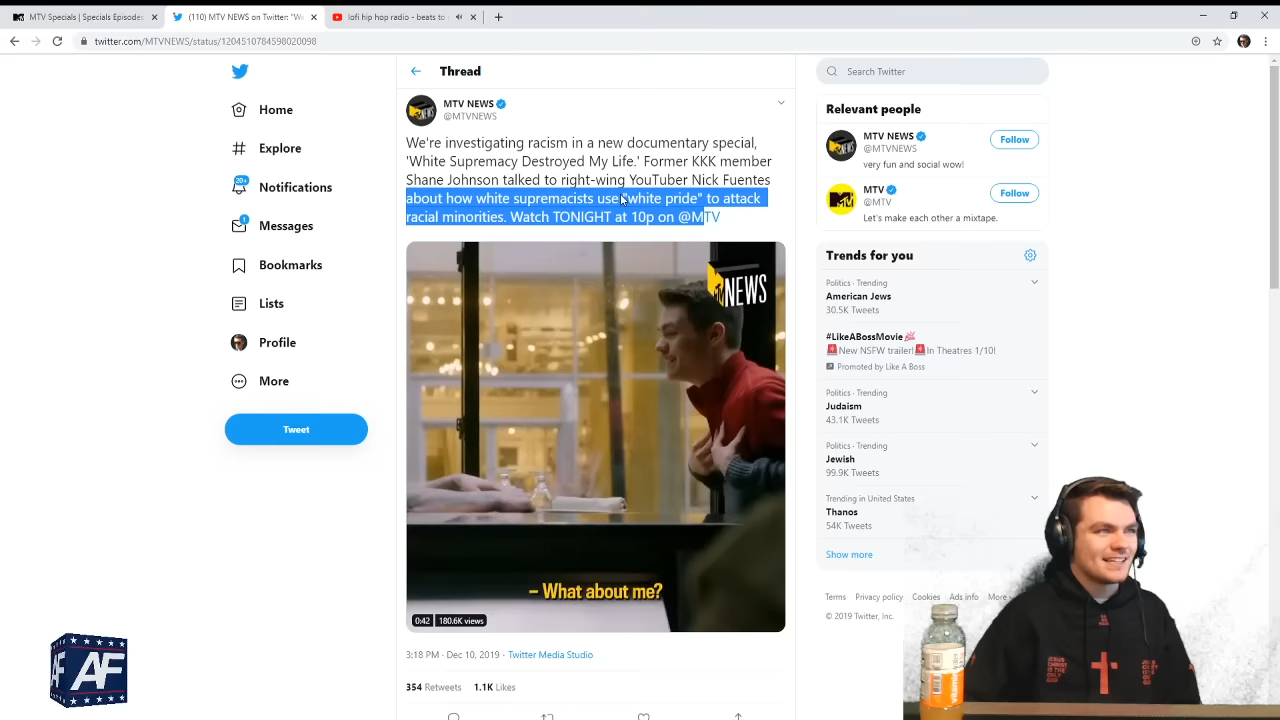 MTV Specials | Specials Episodes
(110) MTV NEWS on Twitter: "We
lofi hip hop radio - beats to
twitter.com/MTVNEWS/status/1204510784598020098
Home
Explore
20+
Notifications
1
Messages
Bookmarks
Lists
Profile
More
Tweet
Thread
MTV NEWS
@MTVNEWS
We're investigating racism in a new documentary special,
'White Supremacy Destroyed My Life.' Former KKK member
Shane Johnson talked to right-wing YouTuber Nick Fuentes
about how white supremacists use "white pride" to attack
racial minorities. Watch TONIGHT at 10p on @MTV
NEWS
- What about me?
0:42 180.6K views
3:18 PM · Dec 10, 2019 · Twitter Media Studio
354 Retweets 1.1K Likes
Search Twitter
Relevant people
MTV NEWS
@MTVNEWS
Follow
very fun and social wow!
MTV
@MTV
Follow
Let's make each other a mixtape.
Trends for you
Politics · Trending
American Jews
30.5K Tweets
#LikeABossMovie
🚨New NSFW trailer!🚨In Theatres 1/10!
Promoted by Like A Boss
Politics · Trending
Judaism
43.1K Tweets
Politics · Trending
Jewish
99.9K Tweets
Trending in United States
Thanos
54K Tweets
Show more
Terms Privacy policy Cookies Ads info More
© 2019 Twitter, Inc.
AF
JESUS
CHRIST
IS THE
ONLY